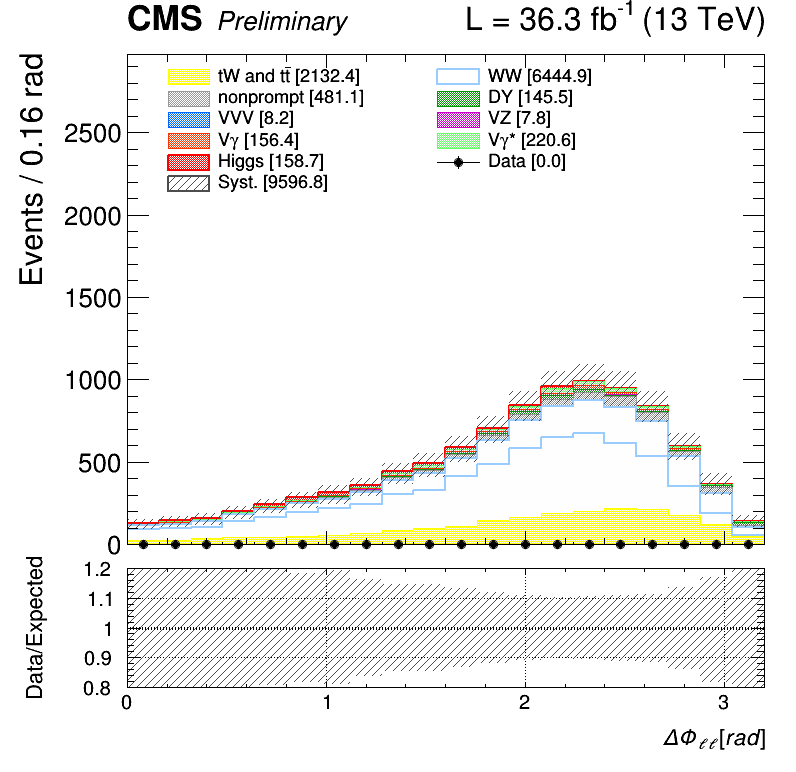 CMS Preliminary L = 36.3 fb⁻¹ (13 TeV)
Events / 0.16 rad
tW and tt̄ [2132.4] WW [6444.9]
nonprompt [481.1] DY [145.5]
VVV [8.2] VZ [7.8]
Vγ [156.4] Vγ* [220.6]
Higgs [158.7] Data [0.0]
Syst. [9596.8]
2500
2000
1500
1000
500
0
Data/Expected
1.2
1.1
1
0.9
0.8
0 1 2 3
ΔΦℓℓ[rad]